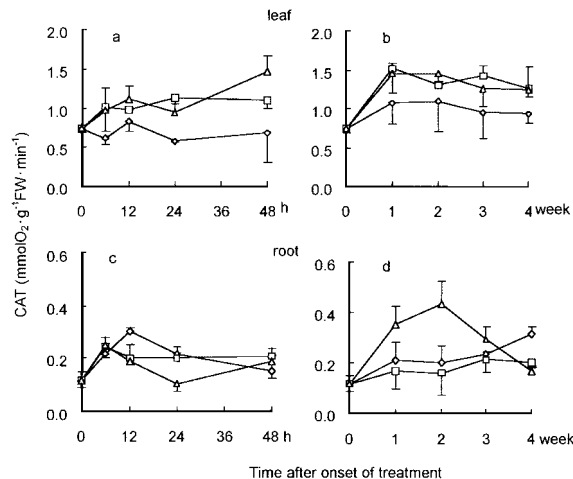 leaf
a
b
2.0
1.5
1.0
0.5
0.0
0 12 24 36 48 h
2.0
1.5
1.0
0.5
0.0
0 1 2 3 4 week
CAT (mmolO₂·g⁻¹FW·min⁻¹)
root
c
d
0.6
0.4
0.2
0.0
0 12 24 36 48 h
0.6
0.4
0.2
0.0
0 1 2 3 4 week
Time after onset of treatment